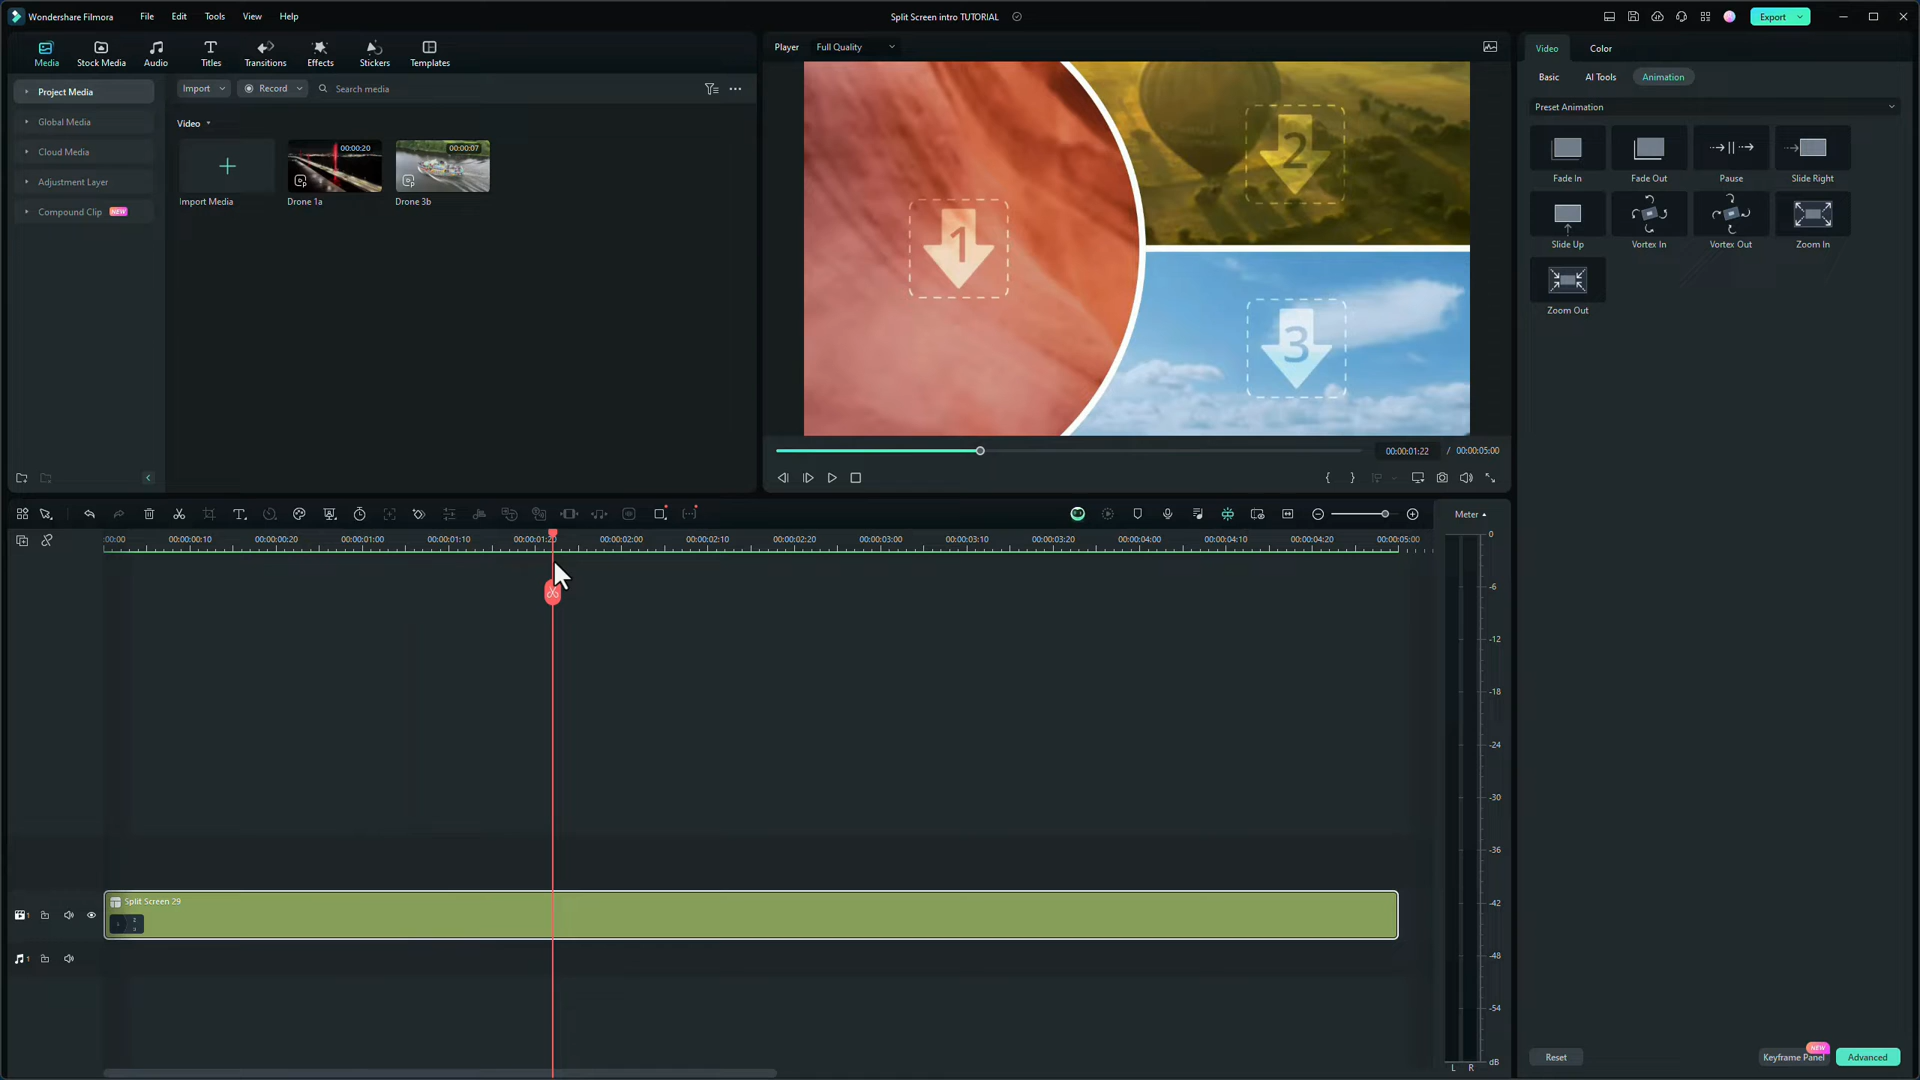 Wondershare Filmora File Edit Tools View Help Split Screen intro TUTORIAL Export
Media Stock Media Audio Titles Transitions Effects Stickers Templates
Project Media
Global Media
Cloud Media
Adjustment Layer
Compound Clip NEW
Import Record Search media
Video
00:00:20 00:00:07
Import Media Drone 1a Drone 3b
Player Full Quality
1
2
3
00:00:01:22 / 00:00:05:00
Video Color
Basic AI Tools Animation
Preset Animation
Fade In Fade Out Pause Slide Right
Slide Up Vortex In Vortex Out Zoom In
Zoom Out
Meter
:00:00 00:00:00:10 00:00:00:20 00:00:01:00 00:00:01:10 00:00:01:20 00:00:02:00 00:00:02:10 00:00:02:20 00:00:03:00 00:00:03:10 00:00:03:20 00:00:04:00 00:00:04:10 00:00:04:20 00:00:05:00
Split Screen 29
1 2
3
1
1
0
-6
-12
-18
-24
-30
-36
-42
-48
-54
dB
L R
Reset Keyframe Panel NEW Advanced